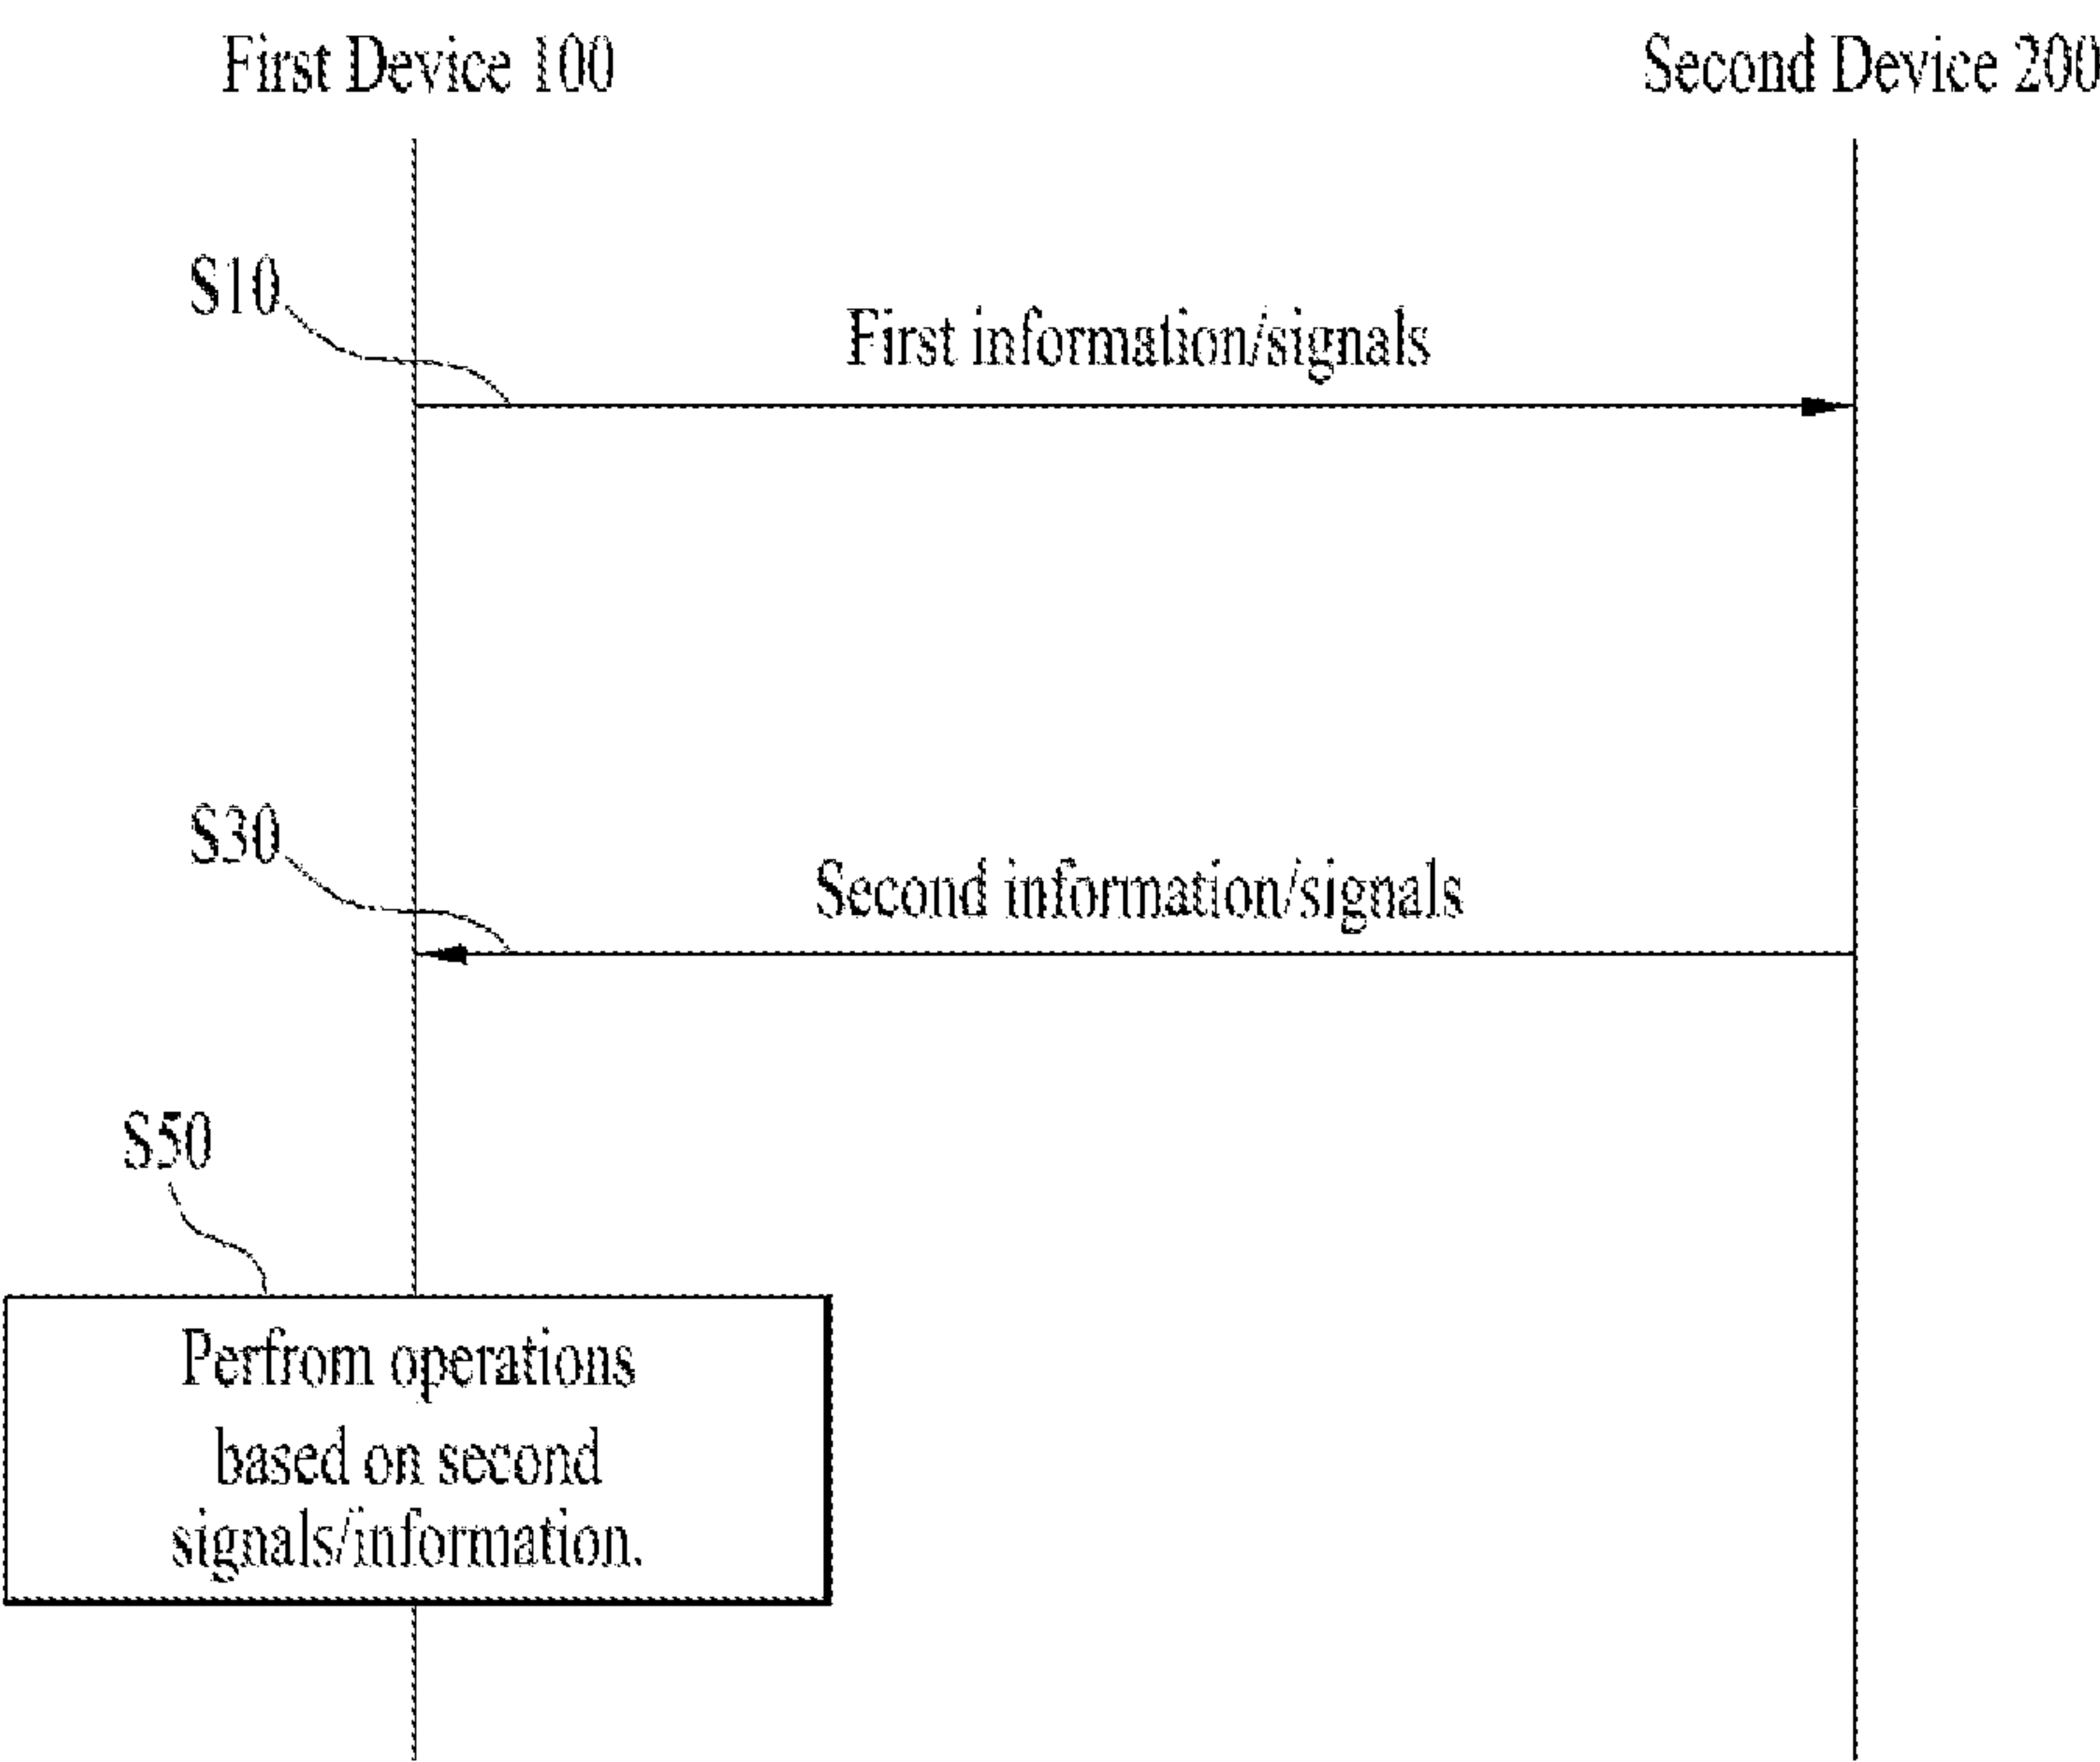 First Device 100
Second Device 200
S10
First information/signals
S30
Second information/signals
S50
Perfrom operations
based on second
signals/information.